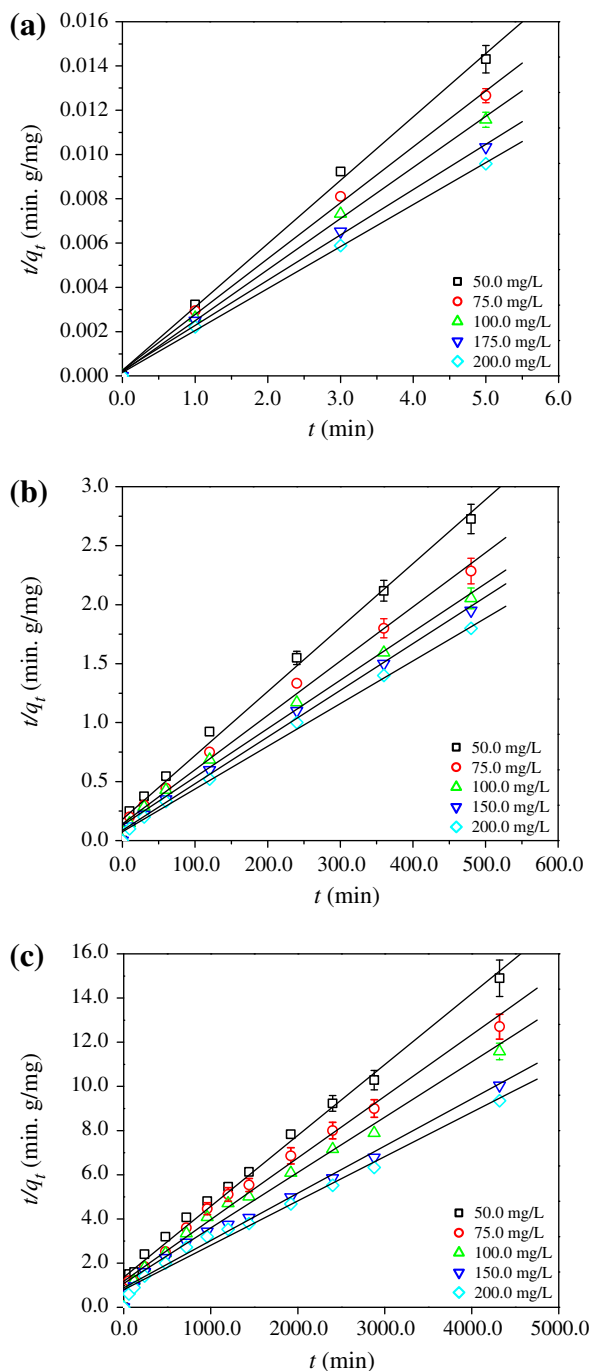 (a)
0.016
0.014
0.012
0.010
0.008
0.006
0.004
0.002
0.000
t/qt (min. g/mg)
50.0 mg/L
75.0 mg/L
100.0 mg/L
175.0 mg/L
200.0 mg/L
0.0 1.0 2.0 3.0 4.0 5.0 6.0
t (min)
(b)
3.0
2.5
2.0
1.5
1.0
0.5
0.0
t/qt (min. g/mg)
50.0 mg/L
75.0 mg/L
100.0 mg/L
150.0 mg/L
200.0 mg/L
0.0 100.0 200.0 300.0 400.0 500.0 600.0
t (min)
(c)
16.0
14.0
12.0
10.0
8.0
6.0
4.0
2.0
0.0
t/qt (min. g/mg)
50.0 mg/L
75.0 mg/L
100.0 mg/L
150.0 mg/L
200.0 mg/L
0.0 1000.0 2000.0 3000.0 4000.0 5000.0
t (min)